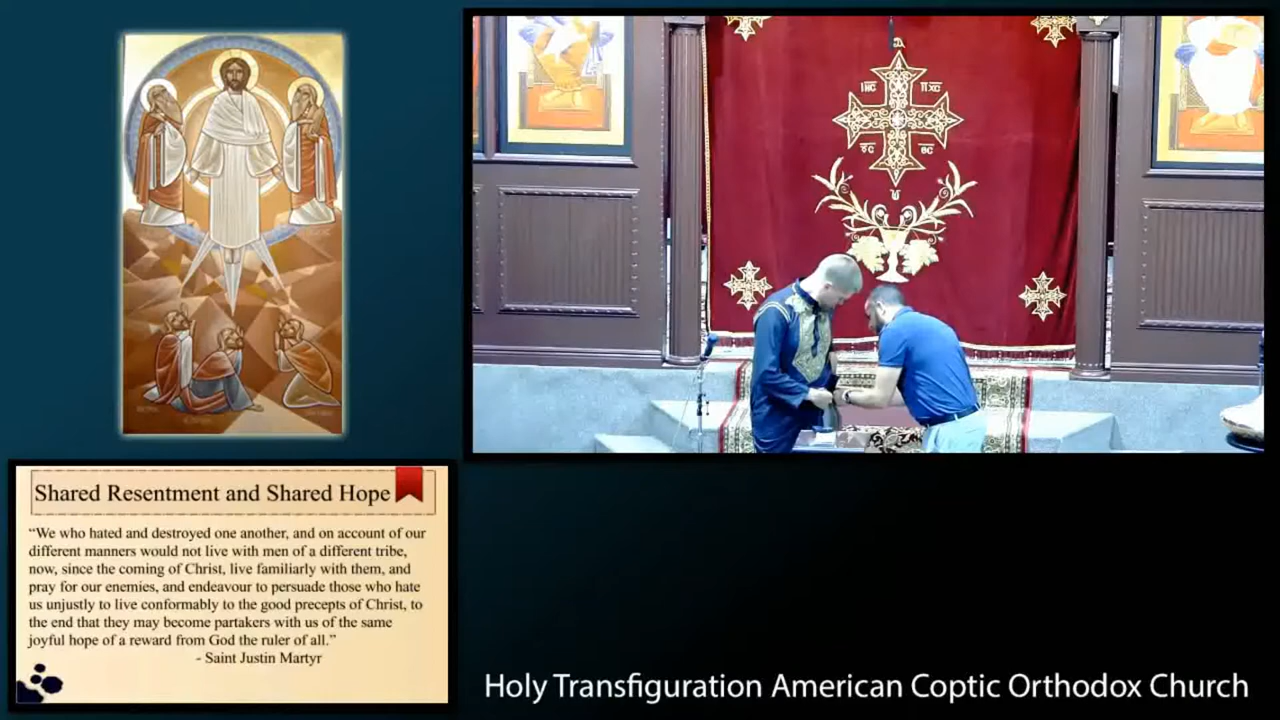 Shared Resentment and Shared Hope
“We who hated and destroyed one another, and on account of our
different manners would not live with men of a different tribe,
now, since the coming of Christ, live familiarly with them, and
pray for our enemies, and endeavour to persuade those who hate
us unjustly to live conformably to the good precepts of Christ, to
the end that they may become partakers with us of the same
joyful hope of a reward from God the ruler of all.”
- Saint Justin Martyr
Holy Transfiguration American Coptic Orthodox Church